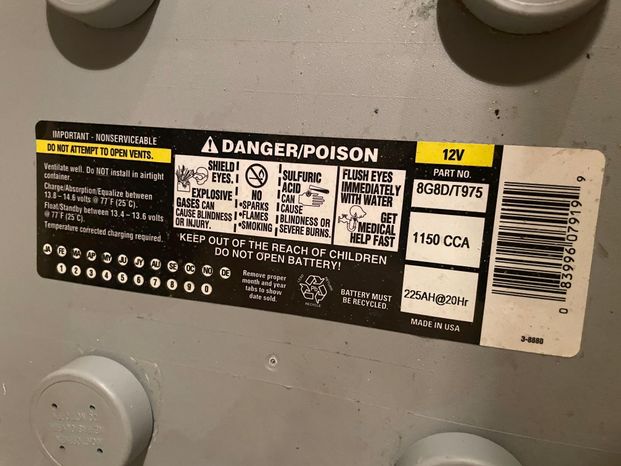 IMPORTANT - NONSERVICEABLE
DO NOT ATTEMPT TO OPEN VENTS.
Ventilate well. Do NOT install in airtight
container.
Charge/Absorption/Equalize between
13.8 – 14.6 volts @ 77°F (25°C).
Float/Standby between 13.4 – 13.6 volts
@ 77°F (25°C).
Temperature corrected charging required.
JA FE MA AP MY JU JY AU SE OC NO DE
1 2 3 4 5 6 7 8 9 0
DANGER/POISON
SHIELD
EYES.
EXPLOSIVE
GASES CAN
CAUSE BLINDNESS
OR INJURY.
NO
•SPARKS
•FLAMES
•SMOKING
SULFURIC
ACID
CAN
CAUSE
BLINDNESS OR
SEVERE BURNS.
FLUSH EYES
IMMEDIATELY
WITH WATER
GET
MEDICAL
HELP FAST
KEEP OUT OF THE REACH OF CHILDREN
DO NOT OPEN BATTERY!
Remove proper
month and year
tabs to show
date sold.
Pb
RECYCLE
BATTERY MUST
BE RECYCLED.
12V
PART NO.
8G8D/T975
1150 CCA
225AH@20Hr
MADE IN USA
0 83996 07919 9
3-8880